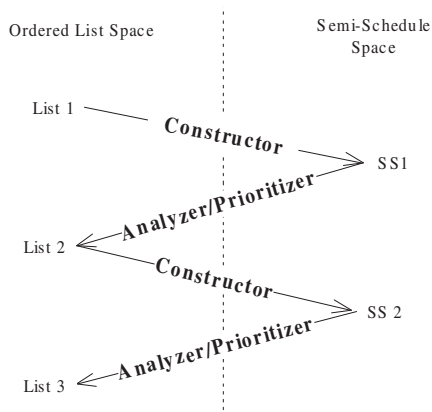 Ordered List Space
Semi-Schedule
Space
List 1
Constructor
SS1
Analyzer/Prioritizer
List 2
Constructor
SS 2
Analyzer/Prioritizer
List 3